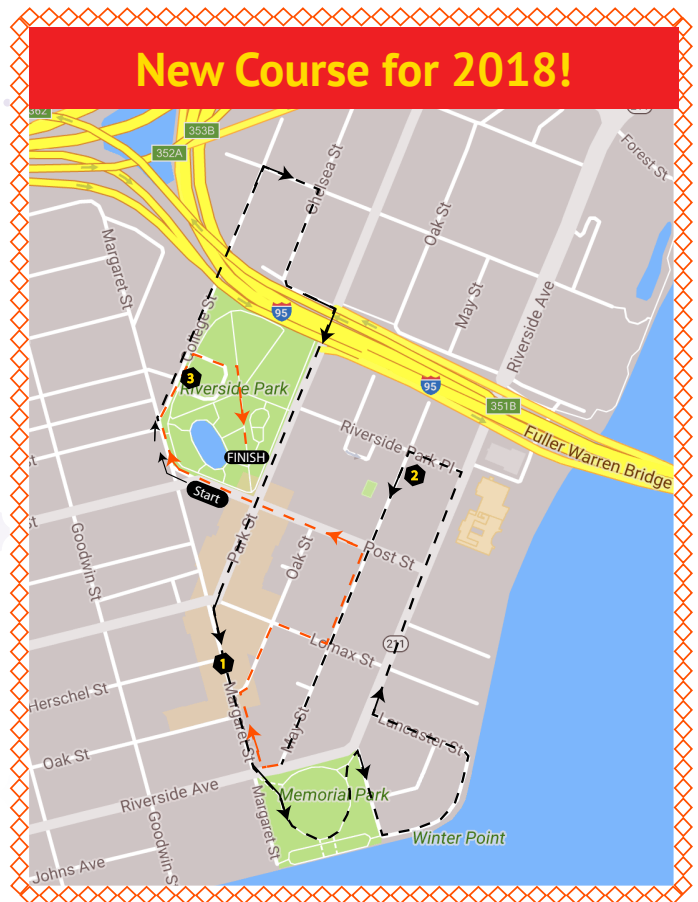 New Course for 2018!
353B
352A
Forest St
Chelsea St
Oak St
Margaret St
May St
Riverside Ave
College St
95
95
351B
3
Riverside Park
Riverside Park Pl
Fuller Warren Bridge
FINISH
2
Start
Park St
Post St
Oak St
Goodwin St
Lomax St
211
1
Herschel St
Margaret St
May St
Lancaster St
Oak St
Riverside Ave
Memorial Park
Margaret St
Goodwin S
Winter Point
Johns Ave